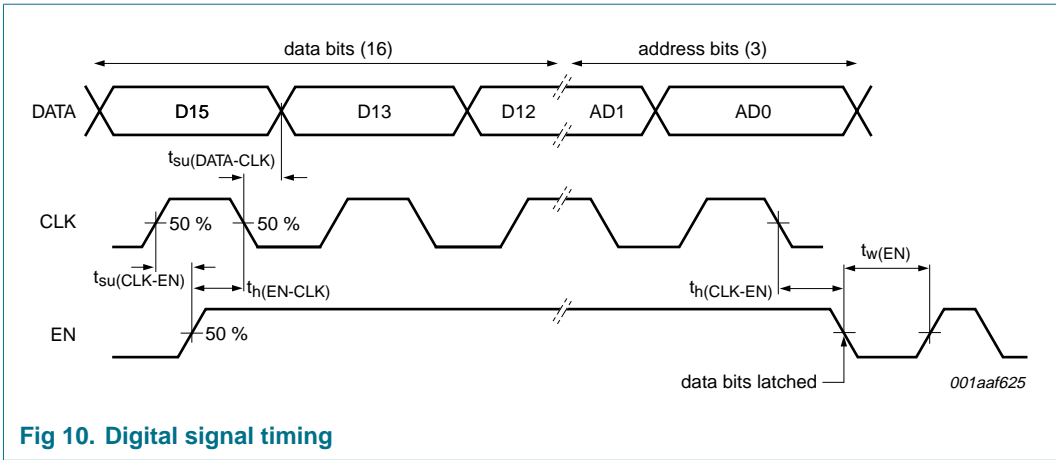 data bits (16)
address bits (3)
DATA
D15
D13
D12
AD1
AD0
tsu(DATA-CLK)
CLK
50 %
50 %
tw(EN)
tsu(CLK-EN)
th(EN-CLK)
th(CLK-EN)
EN
50 %
data bits latched
001aaf625
Fig 10. Digital signal timing